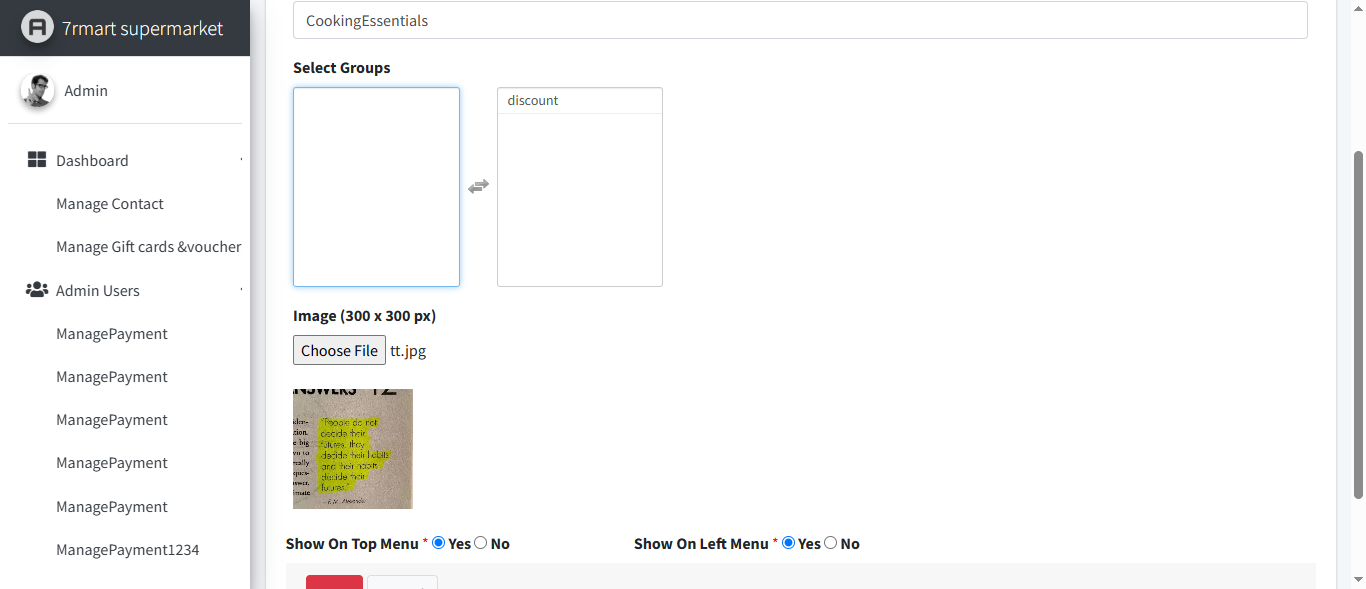 7rmart supermarket
Admin
Dashboard
Manage Contact
Manage Gift cards &voucher
Admin Users
ManagePayment
ManagePayment
ManagePayment
ManagePayment
ManagePayment
ManagePayment1234
CookingEssentials
Select Groups
discount
Image (300 x 300 px)
Choose File tt.jpg
ANSWERS 12
"People do not
decide their
futures, they
decide their habits
and their habits
decide their
futures."
Show On Top Menu * Yes No
Show On Left Menu * Yes No